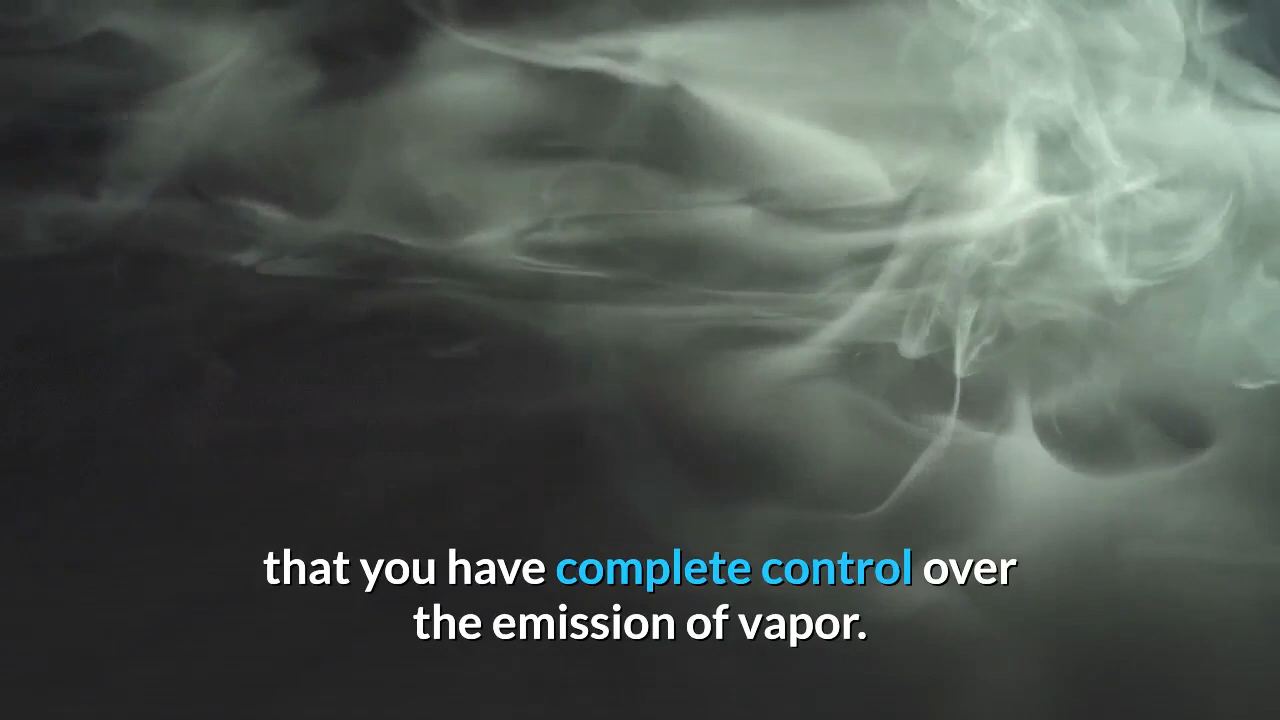 that you have complete control over
the emission of vapor.